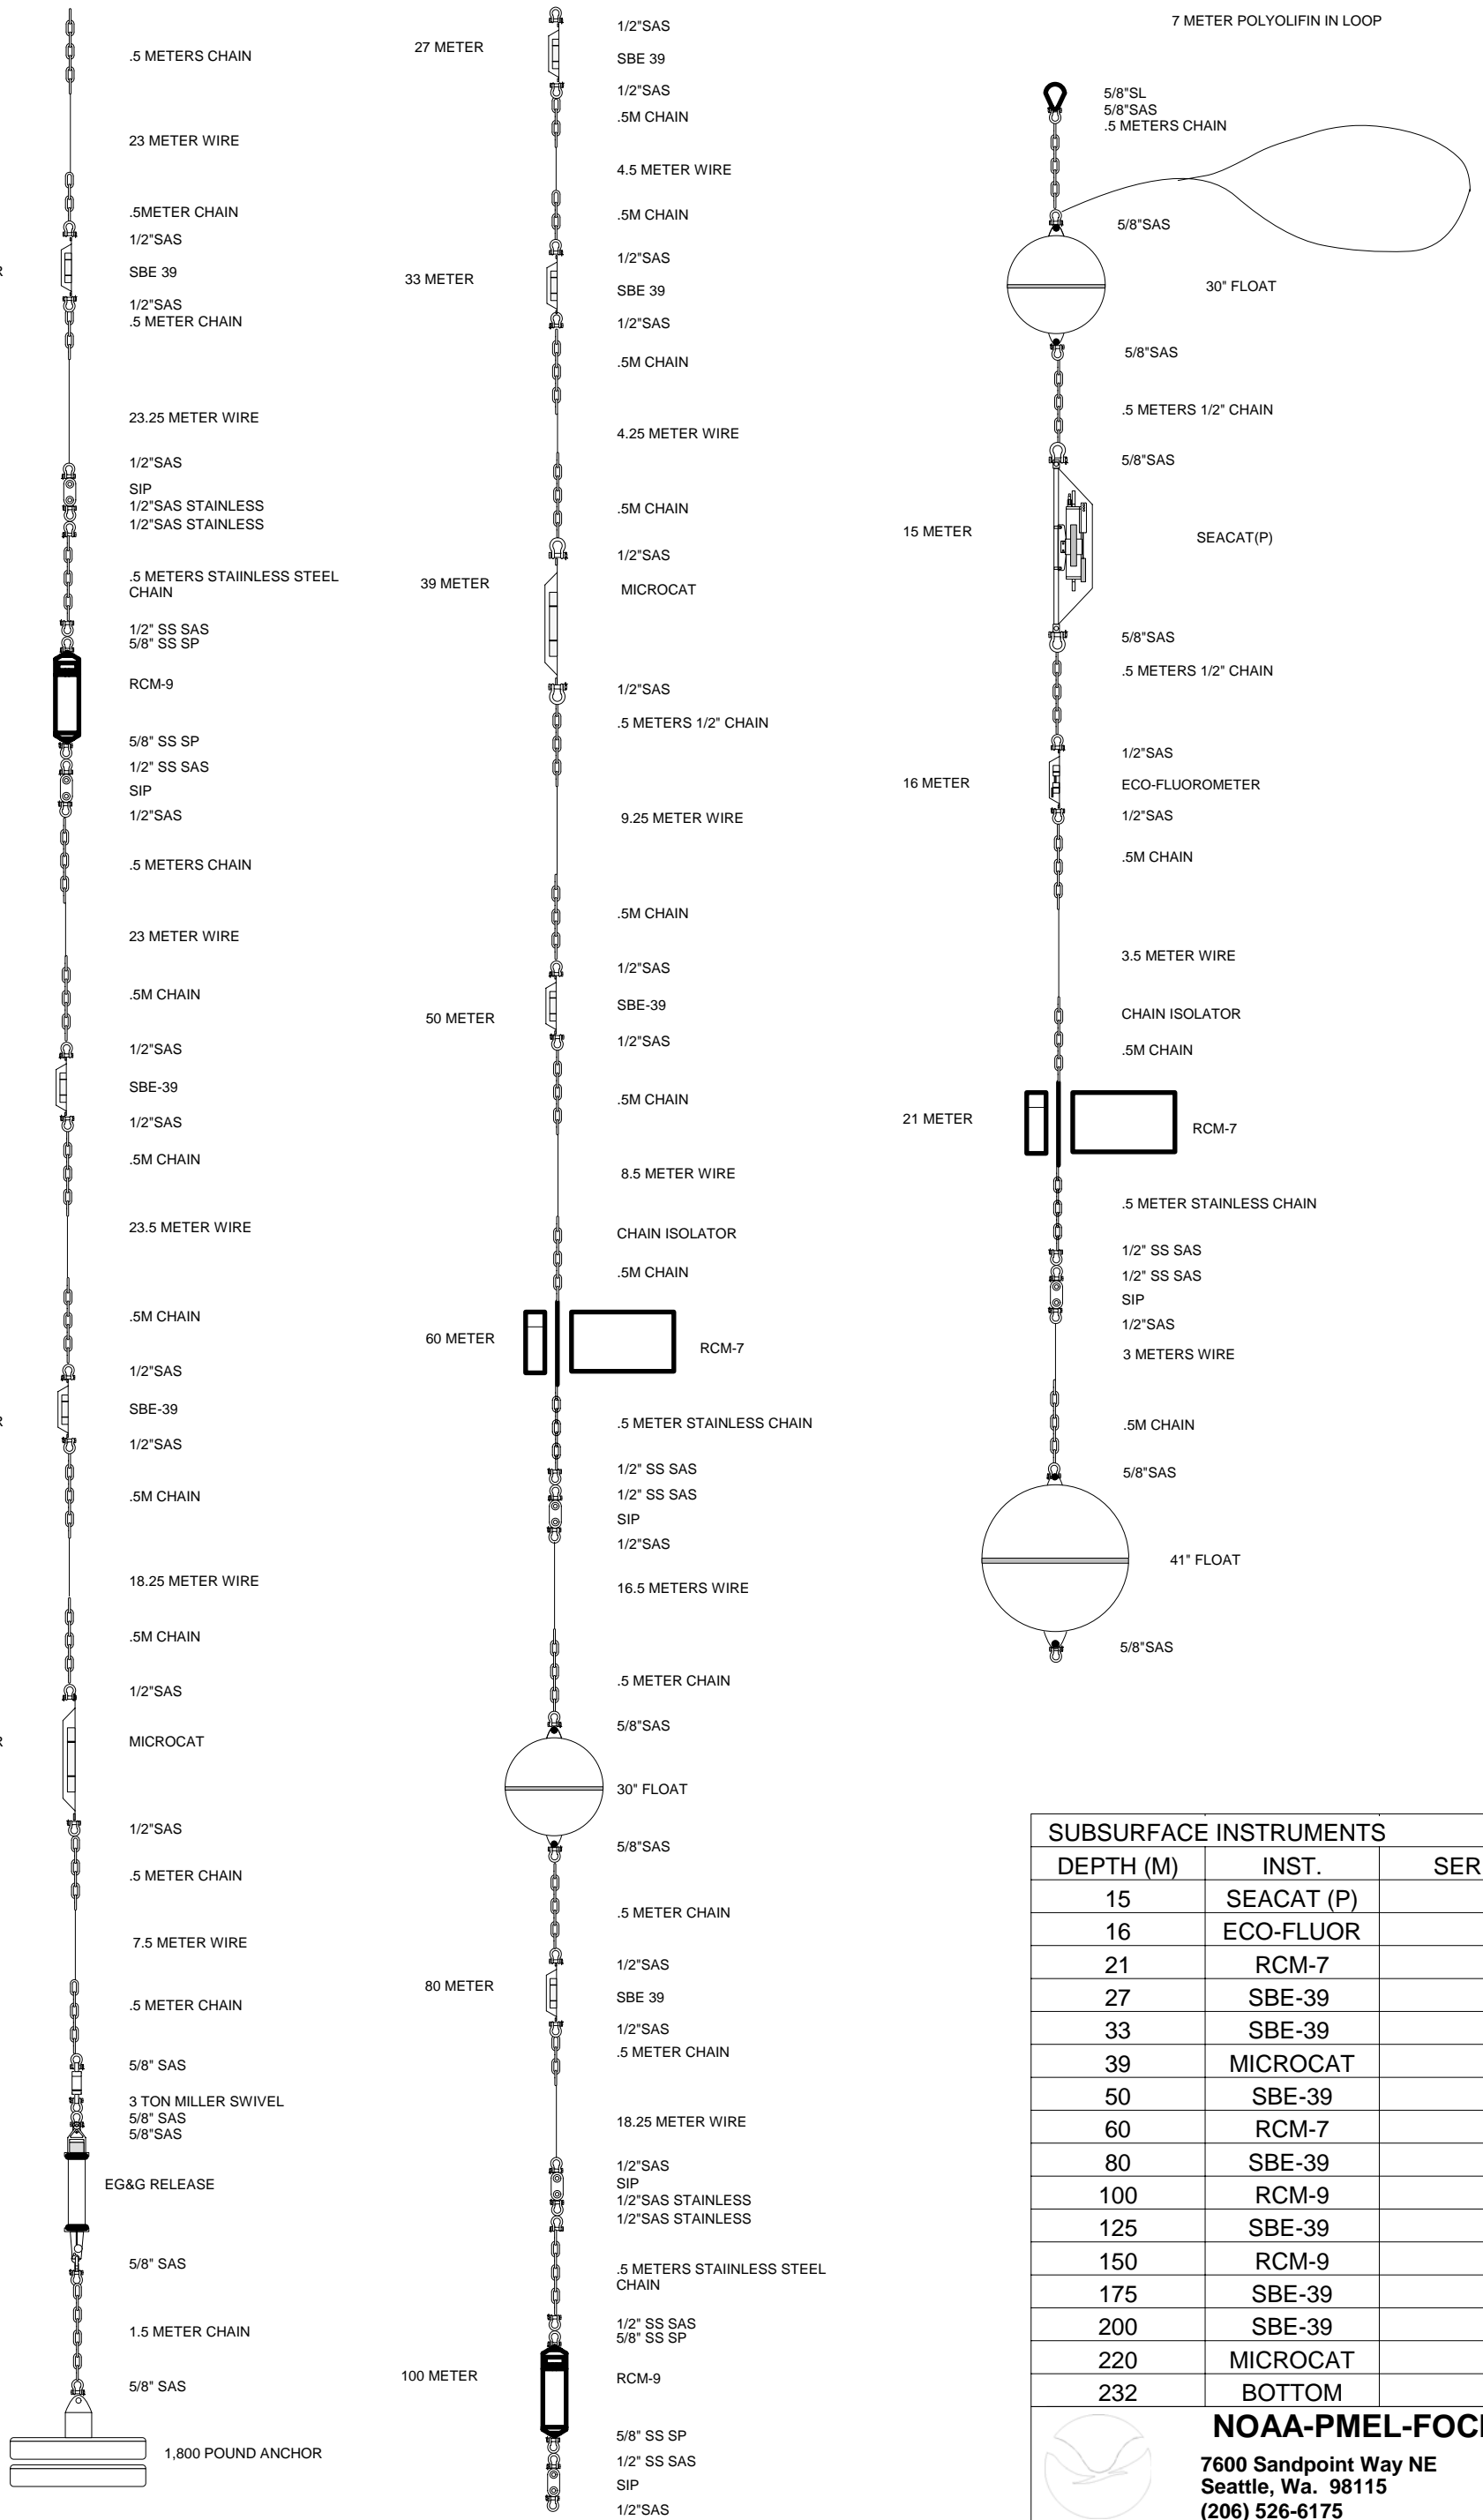 .5 METERS CHAIN
23 METER WIRE
.5METER CHAIN
1/2"SAS
R
SBE 39
1/2"SAS
.5 METER CHAIN
23.25 METER WIRE
1/2"SAS
SIP
1/2"SAS STAINLESS
1/2"SAS STAINLESS
.5 METERS STAIINLESS STEEL
CHAIN
1/2" SS SAS
5/8" SS SP
RCM-9
5/8" SS SP
1/2" SS SAS
SIP
1/2"SAS
.5 METERS CHAIN
23 METER WIRE
.5M CHAIN
1/2"SAS
SBE-39
1/2"SAS
.5M CHAIN
23.5 METER WIRE
.5M CHAIN
1/2"SAS
SBE-39
R
1/2"SAS
.5M CHAIN
18.25 METER WIRE
.5M CHAIN
1/2"SAS
R
MICROCAT
1/2"SAS
.5 METER CHAIN
7.5 METER WIRE
.5 METER CHAIN
5/8" SAS
3 TON MILLER SWIVEL
5/8" SAS
5/8"SAS
EG&G RELEASE
5/8" SAS
1.5 METER CHAIN
5/8" SAS
1,800 POUND ANCHOR
1/2"SAS
27 METER
SBE 39
1/2"SAS
.5M CHAIN
4.5 METER WIRE
.5M CHAIN
1/2"SAS
33 METER
SBE 39
1/2"SAS
.5M CHAIN
4.25 METER WIRE
.5M CHAIN
1/2"SAS
39 METER
MICROCAT
1/2"SAS
.5 METERS 1/2" CHAIN
9.25 METER WIRE
.5M CHAIN
1/2"SAS
SBE-39
50 METER
1/2"SAS
.5M CHAIN
8.5 METER WIRE
CHAIN ISOLATOR
.5M CHAIN
60 METER
RCM-7
.5 METER STAINLESS CHAIN
1/2" SS SAS
1/2" SS SAS
SIP
1/2"SAS
16.5 METERS WIRE
.5 METER CHAIN
5/8"SAS
30" FLOAT
5/8"SAS
.5 METER CHAIN
1/2"SAS
80 METER
SBE 39
1/2"SAS
.5 METER CHAIN
18.25 METER WIRE
1/2"SAS
SIP
1/2"SAS STAINLESS
1/2"SAS STAINLESS
.5 METERS STAIINLESS STEEL
CHAIN
1/2" SS SAS
5/8" SS SP
100 METER
RCM-9
5/8" SS SP
1/2" SS SAS
SIP
1/2"SAS
7 METER POLYOLIFIN IN LOOP
5/8"SL
5/8"SAS
.5 METERS CHAIN
5/8"SAS
30" FLOAT
5/8"SAS
.5 METERS 1/2" CHAIN
5/8"SAS
15 METER
SEACAT(P)
5/8"SAS
.5 METERS 1/2" CHAIN
1/2"SAS
16 METER
ECO-FLUOROMETER
1/2"SAS
.5M CHAIN
3.5 METER WIRE
CHAIN ISOLATOR
.5M CHAIN
21 METER
RCM-7
.5 METER STAINLESS CHAIN
1/2" SS SAS
1/2" SS SAS
SIP
1/2"SAS
3 METERS WIRE
.5M CHAIN
5/8"SAS
41" FLOAT
5/8"SAS
SUBSURFACE INSTRUMENTS
DEPTH (M) INST. SER
15 SEACAT (P)
16 ECO-FLUOR
21 RCM-7
27 SBE-39
33 SBE-39
39 MICROCAT
50 SBE-39
60 RCM-7
80 SBE-39
100 RCM-9
125 SBE-39
150 RCM-9
175 SBE-39
200 SBE-39
220 MICROCAT
232 BOTTOM
NOAA-PMEL-FOCI
7600 Sandpoint Way NE
Seattle, Wa. 98115
(206) 526-6175